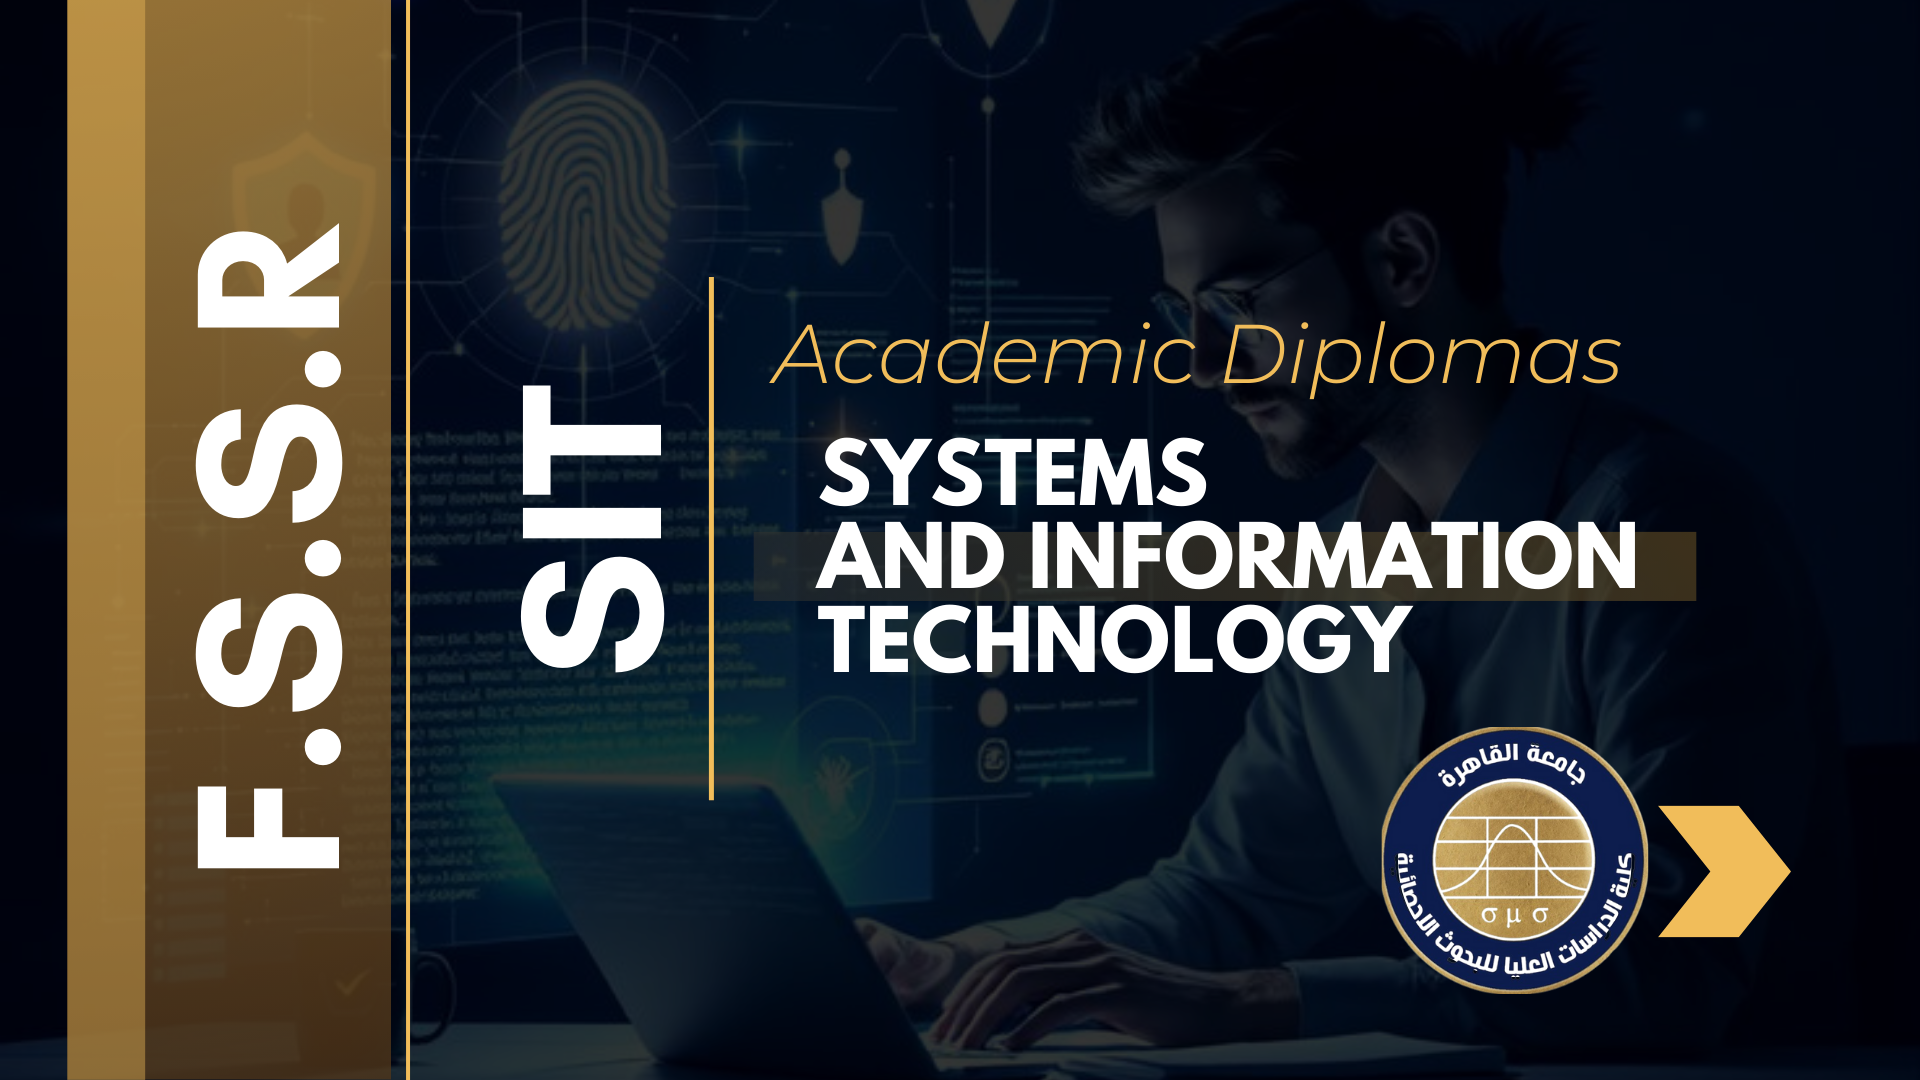 F.S.S.R
SIT
Academic Diplomas
SYSTEMS
AND INFORMATION
TECHNOLOGY
جامعة القاهرة
σ μ σ
كلية الدراسات العليا للبحوث الاحصائية